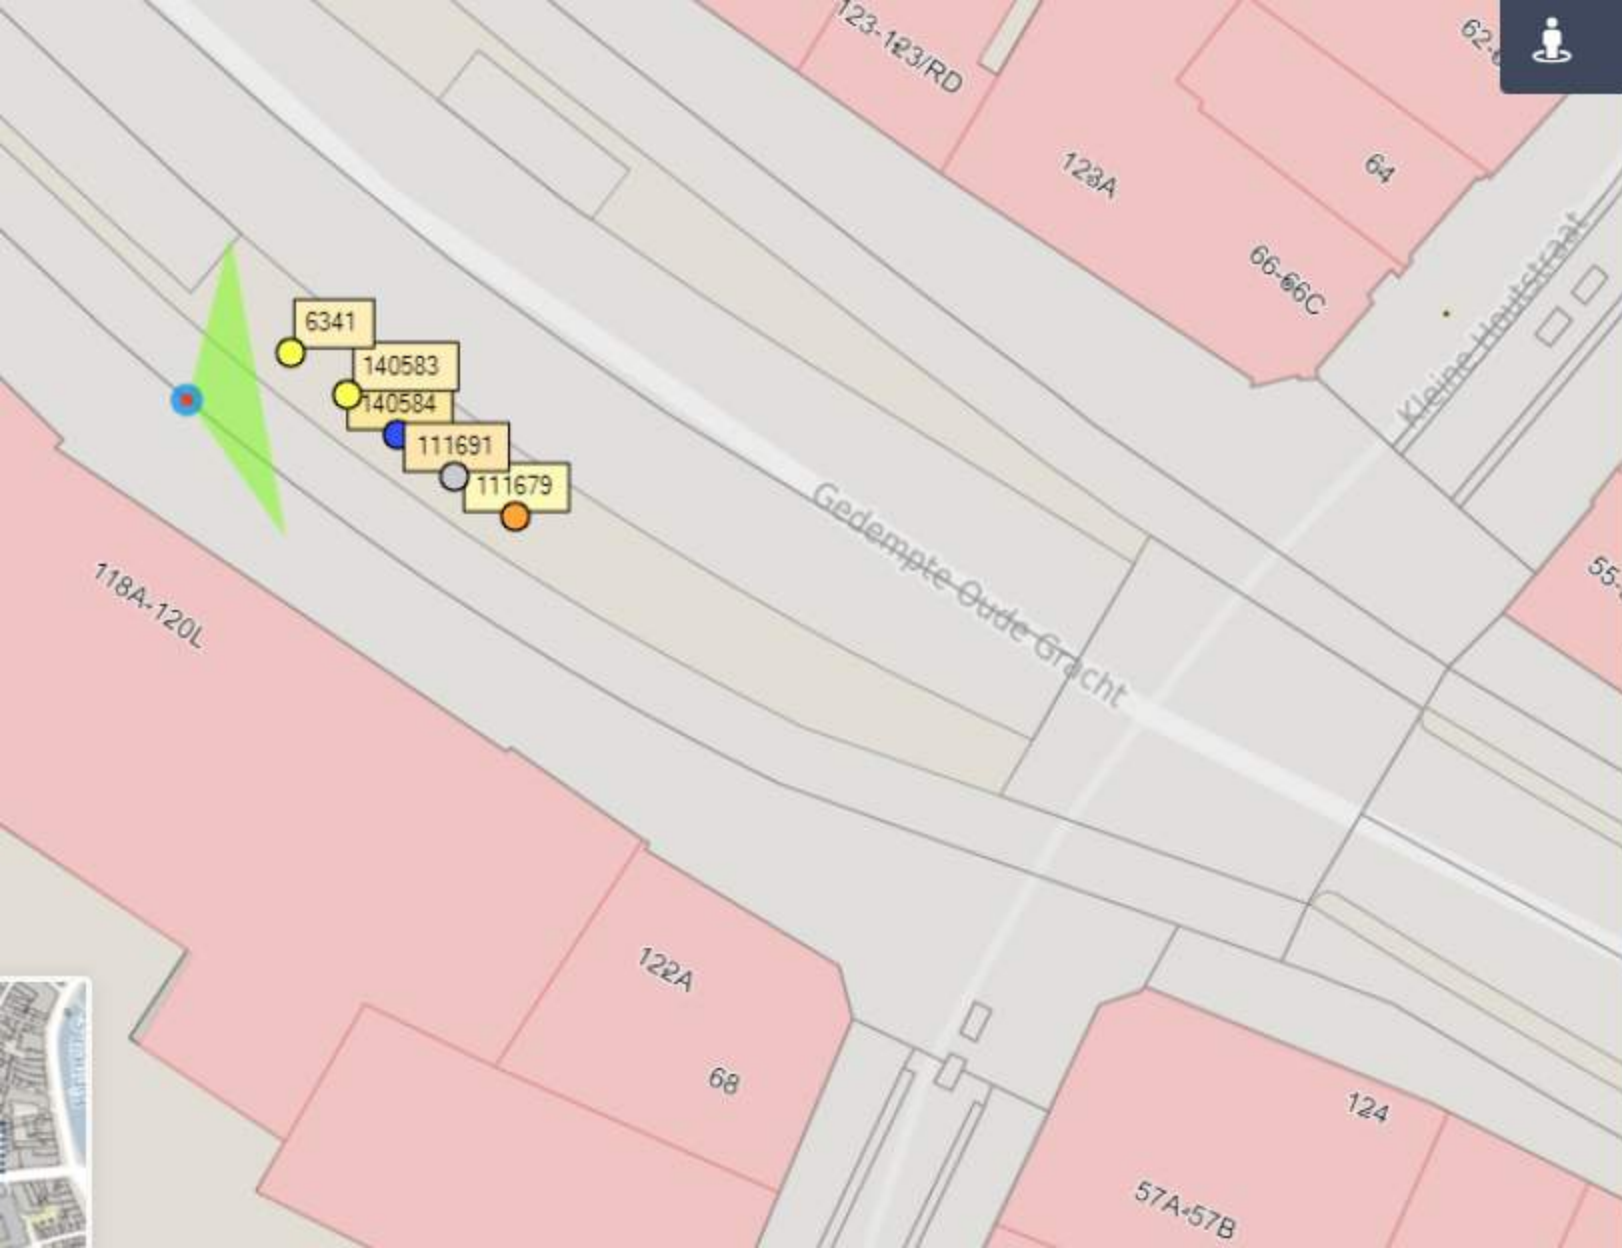 123-123/RD
62-
123A
64
66-66C
Kleine Houtstraat
6341
140583
140584
111691
111679
Gedempte Oude Gracht
55-
118A-120L
122A
68
124
57A-57B